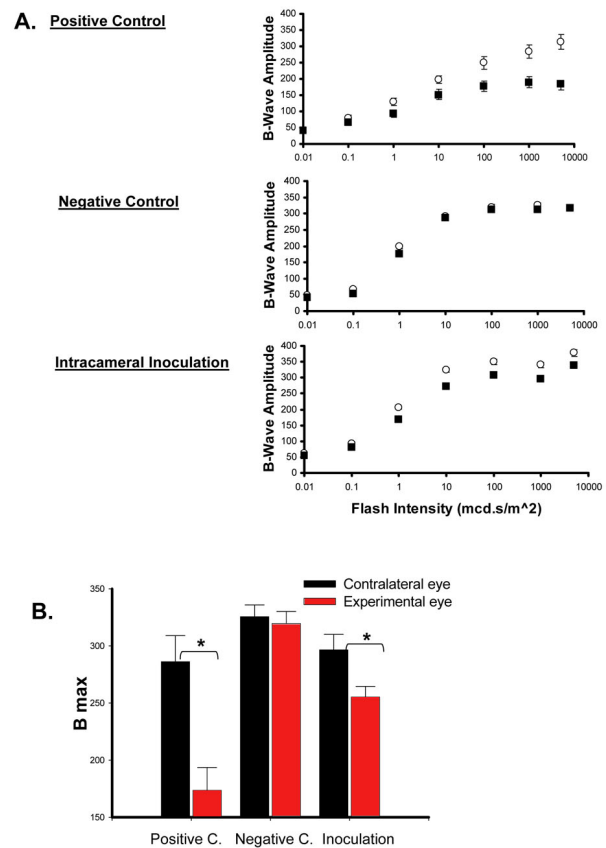 A. Positive Control
B-Wave Amplitude
400
350
300
250
200
150
100
50
0
0.01 0.1 1 10 100 1000 10000
Negative Control
B-Wave Amplitude
400
350
300
250
200
150
100
50
0
0.01 0.1 1 10 100 1000 10000
Intracameral Inoculation
B-Wave Amplitude
400
350
300
250
200
150
100
50
0
0.01 0.1 1 10 100 1000 10000
Flash Intensity (mcd.s/m^2)
B.
Contralateral eye
Experimental eye
B max
350
300
250
200
150
* *
Positive C. Negative C. Inoculation